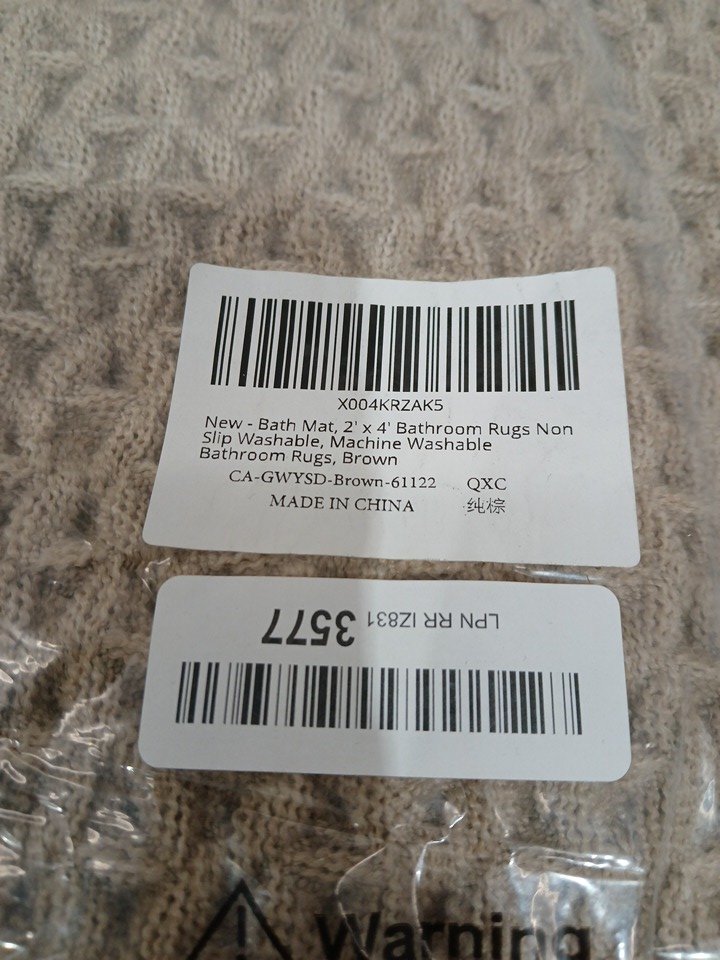 X004KRZAK5
New - Bath Mat, 2' x 4' Bathroom Rugs Non
Slip Washable, Machine Washable
Bathroom Rugs, Brown
CA-GWYSD-Brown-61122 QXC
MADE IN CHINA 纯棕
LPN RR IZ831 3577
Warning